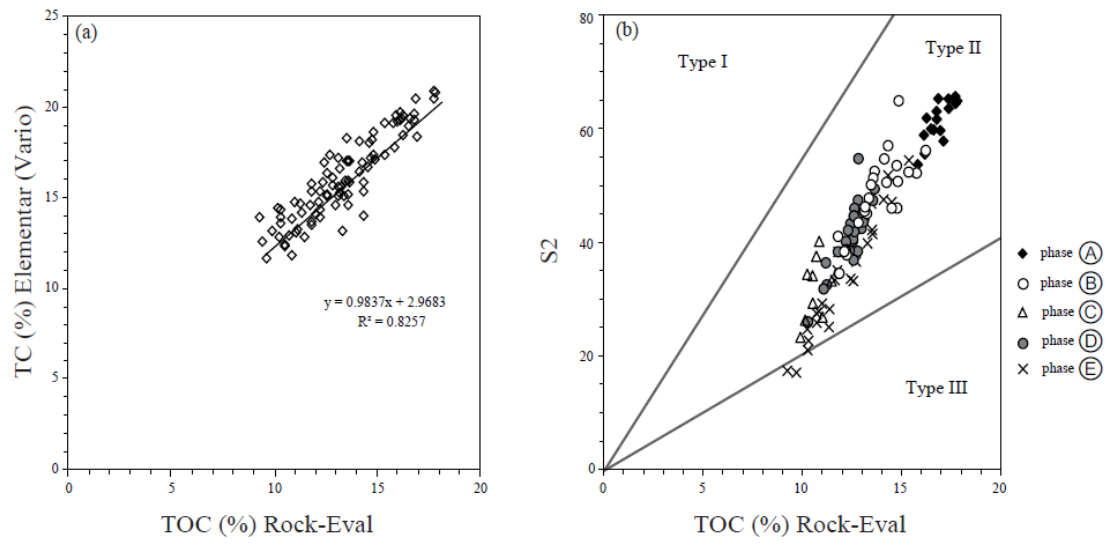 (a)
25
20
15
10
5
0
TC (%) Elementar (Vario)
y = 0.9837x + 2.9683
R² = 0.8257
0 5 10 15 20
TOC (%) Rock-Eval
(b)
80
60
40
20
0
S2
Type I
Type II
Type III
0 5 10 15 20
TOC (%) Rock-Eval
phase Ⓐ
phase Ⓑ
phase Ⓒ
phase Ⓓ
phase Ⓔ